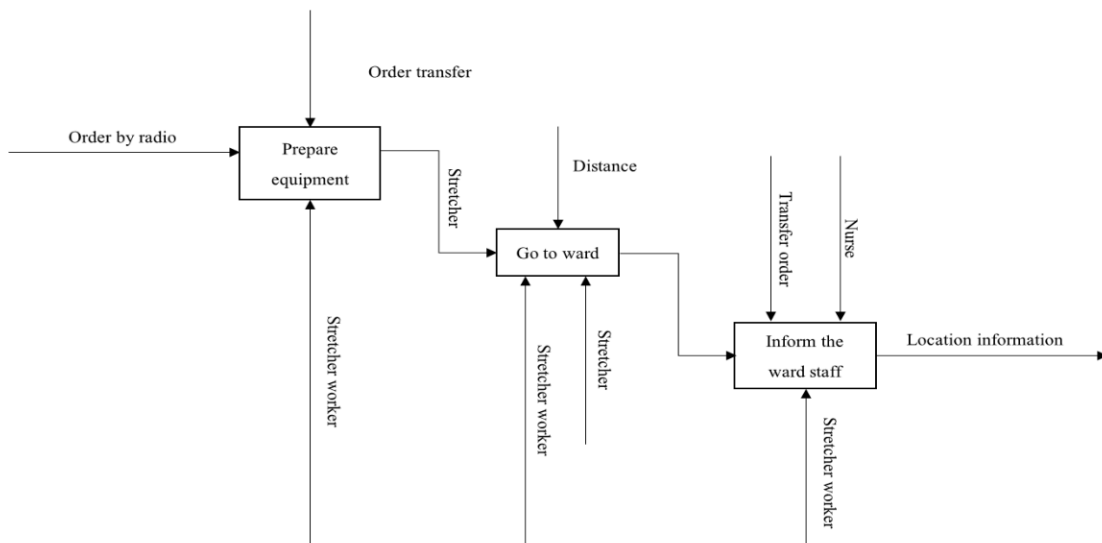 Order transfer
Order by radio
Prepare
equipment
Stretcher
Distance
Transfer order
Nurse
Go to ward
Stretcher worker
Stretcher worker
Stretcher
Inform the
ward staff
Location information
Stretcher worker